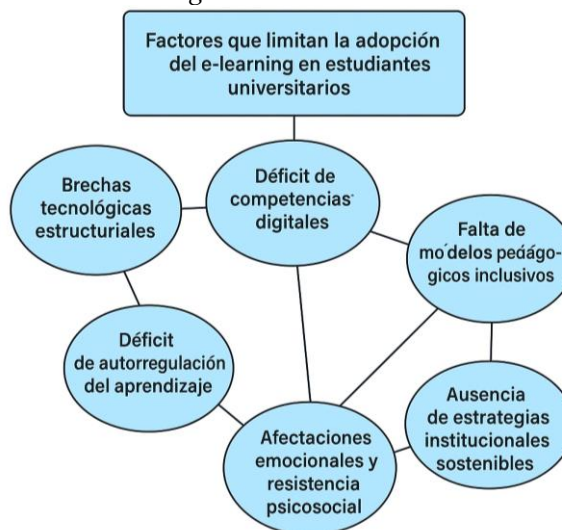 Factores que limitan la adopción
del e-learning en estudiantes
universitarios
Déficit de
competencias
digitales
Brechas
tecnológicas
estructuriales
Falta de
mo´delos peáágo-
gicos inclusivos
Déficit
de autorregulación
del aprendizaje
Ausencia
de estrategias
institucionales
sostenibles
Afectaciones
emocionales y
resistencia
psicosocial